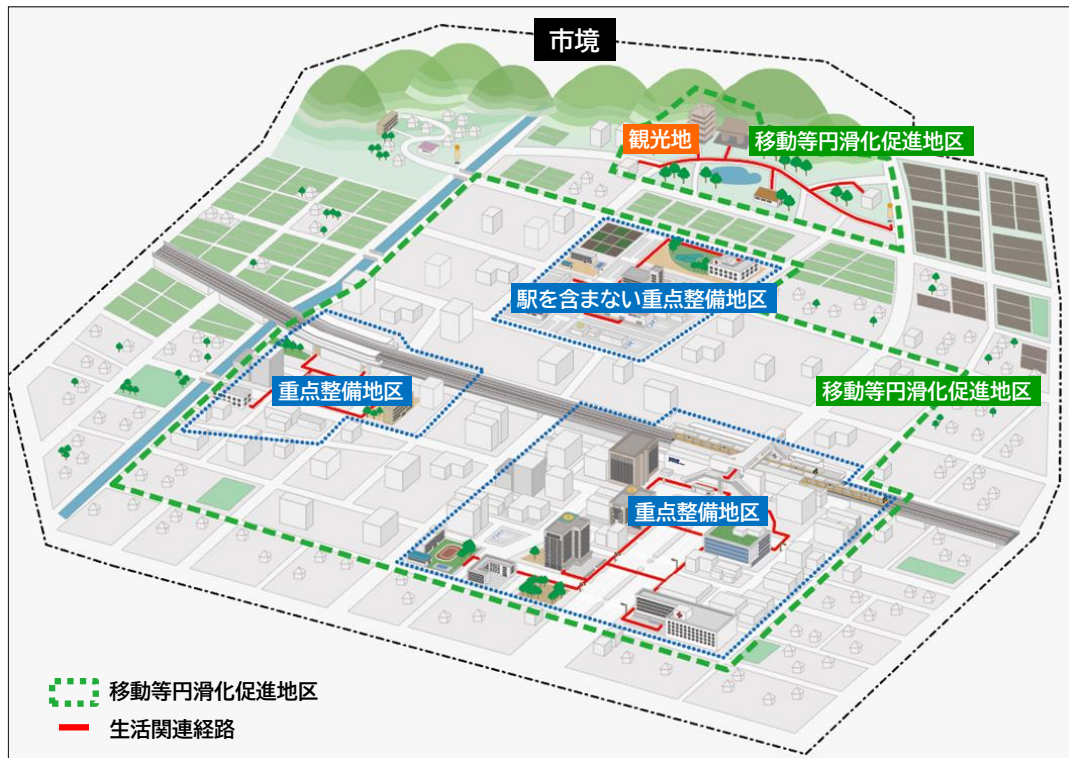 市境
観光地
移動等円滑化促進地区
駅を含まない重点整備地区
重点整備地区
移動等円滑化促進地区
重点整備地区
移動等円滑化促進地区
生活関連経路